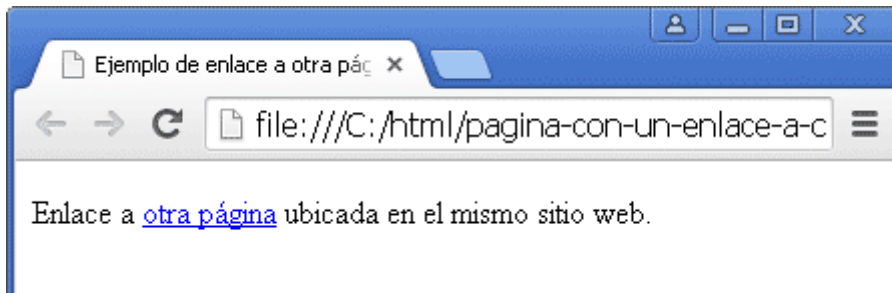 Ejemplo de enlace a otra pág
file:///C:/html/pagina-con-un-enlace-a-c
Enlace a otra página ubicada en el mismo sitio web.